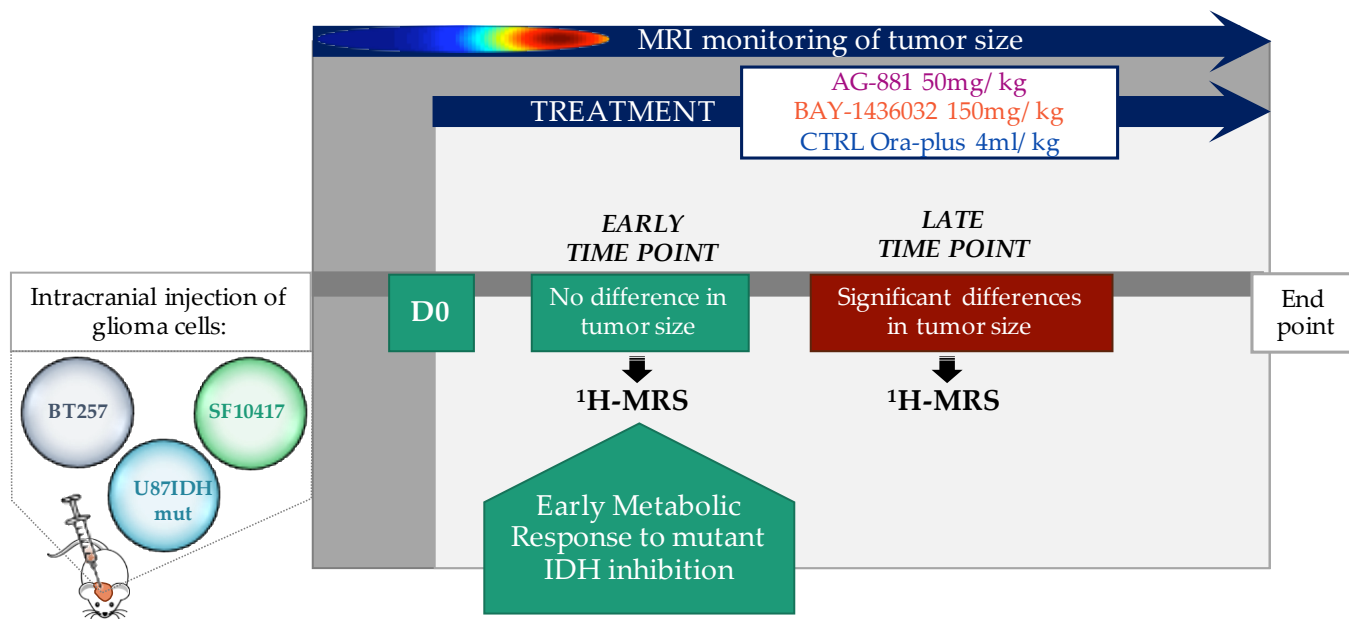 MRI monitoring of tumor size
TREATMENT
AG-881 50mg/ kg
BAY-1436032 150mg/ kg
CTRL Ora-plus 4ml/ kg
EARLY
TIME POINT
LATE
TIME POINT
Intracranial injection of
glioma cells:
D0
No difference in
tumor size
Significant differences
in tumor size
End
point
¹H-MRS
¹H-MRS
BT257
SF10417
U87IDH
mut
Early Metabolic
Response to mutant
IDH inhibition